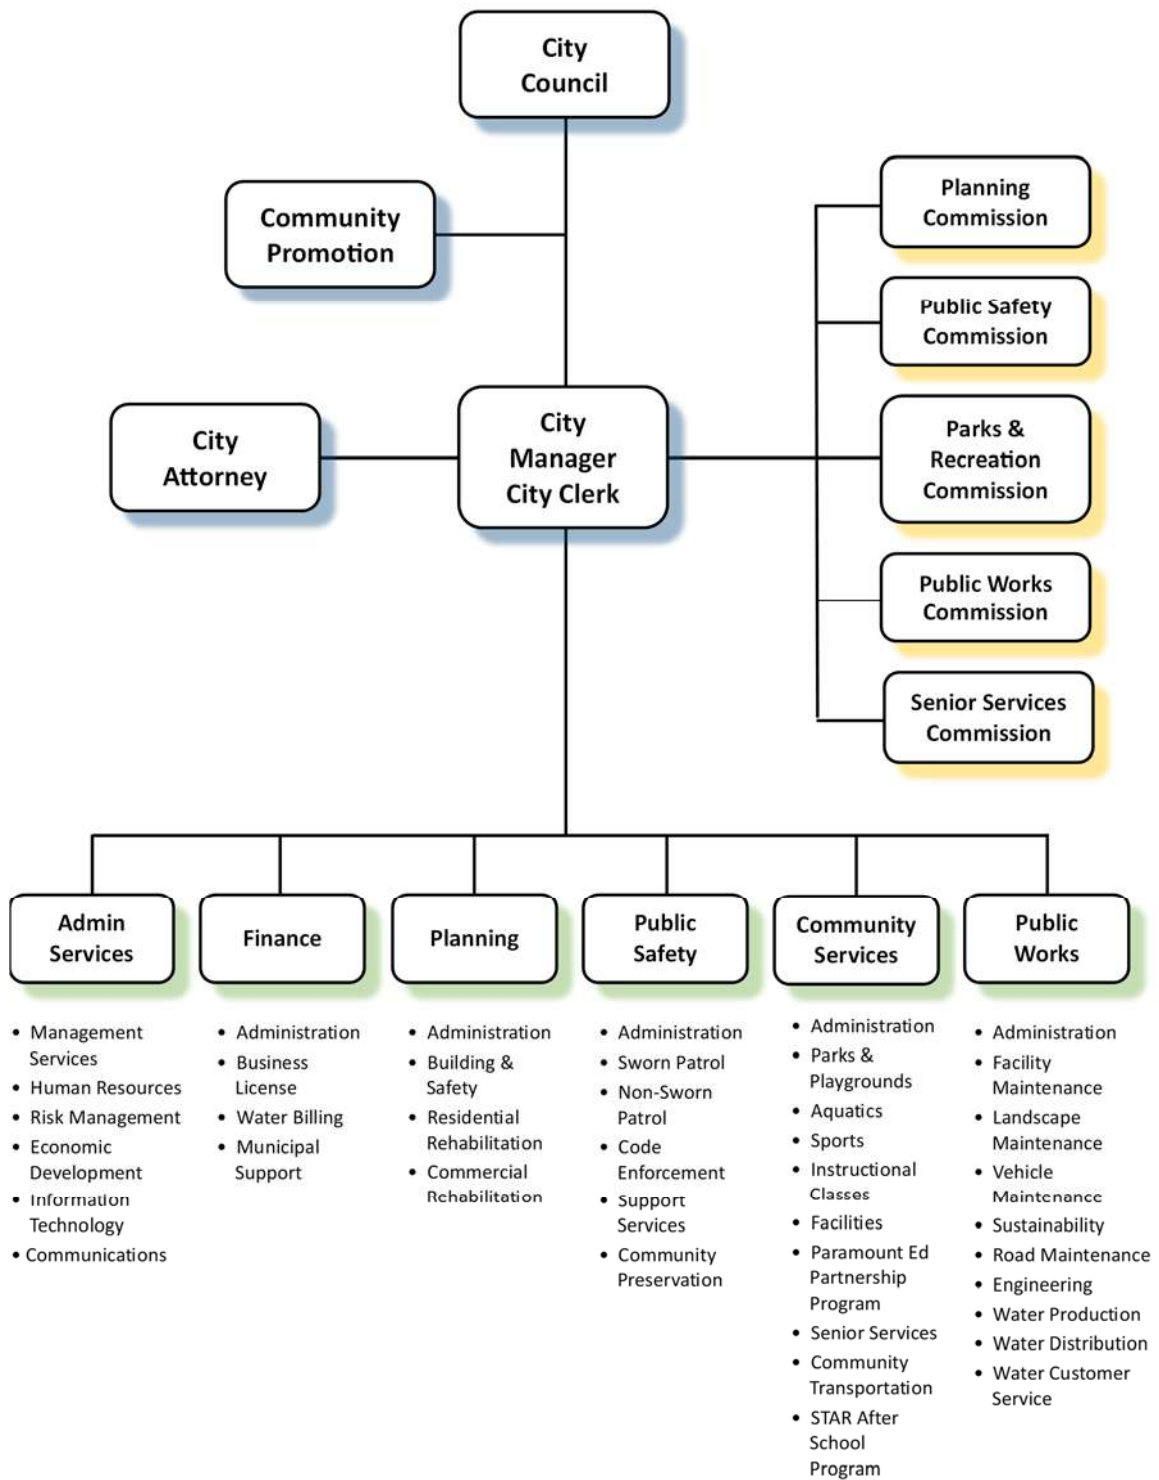 City
Council
Community
Promotion
City
Attorney
City
Manager
City Clerk
Planning
Commission
Public Safety
Commission
Parks &
Recreation
Commission
Public Works
Commission
Senior Services
Commission
Admin
Services
• Management
Services
• Human Resources
• Risk Management
• Economic
Development
• Information
Technology
• Communications
Finance
• Administration
• Business
License
• Water Billing
• Municipal
Support
Planning
• Administration
• Building &
Safety
• Residential
Rehabilitation
• Commercial
Rehabilitation
Public
Safety
• Administration
• Sworn Patrol
• Non-Sworn
Patrol
• Code
Enforcement
• Support
Services
• Community
Preservation
Community
Services
• Administration
• Parks &
Playgrounds
• Aquatics
• Sports
• Instructional
Classes
• Facilities
• Paramount Ed
Partnership
Program
• Senior Services
• Community
Transportation
• STAR After
School
Program
Public
Works
• Administration
• Facility
Maintenance
• Landscape
Maintenance
• Vehicle
Maintenance
• Sustainability
• Road Maintenance
• Engineering
• Water Production
• Water Distribution
• Water Customer
Service